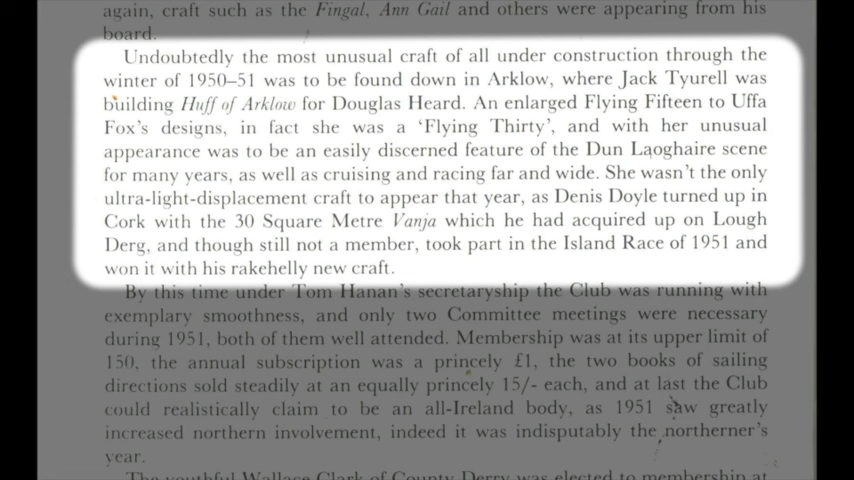 again, craft such as the Fingal, Ann Gail and others were appearing from his
board.
Undoubtedly the most unusual craft of all under construction through the
winter of 1950–51 was to be found down in Arklow, where Jack Tyurell was
building Huff of Arklow for Douglas Heard. An enlarged Flying Fifteen to Uffa
Fox's designs, in fact she was a ‘Flying Thirty’, and with her unusual
appearance was to be an easily discerned feature of the Dun Laoghaire scene
for many years, as well as cruising and racing far and wide. She wasn't the only
ultra-light-displacement craft to appear that year, as Denis Doyle turned up in
Cork with the 30 Square Metre Vanja which he had acquired up on Lough
Derg, and though still not a member, took part in the Island Race of 1951 and
won it with his rakehelly new craft.
By this time under Tom Hanan's secretaryship the Club was running with
exemplary smoothness, and only two Committee meetings were necessary
during 1951, both of them well attended. Membership was at its upper limit of
150, the annual subscription was a princely £1, the two books of sailing
directions sold steadily at an equally princely 15/- each, and at last the Club
could realistically claim to be an all-Ireland body, as 1951 saw greatly
increased northern involvement, indeed it was indisputably the northerner's
year.
The youthful Wallace Clark of County Derry was elected to membership at